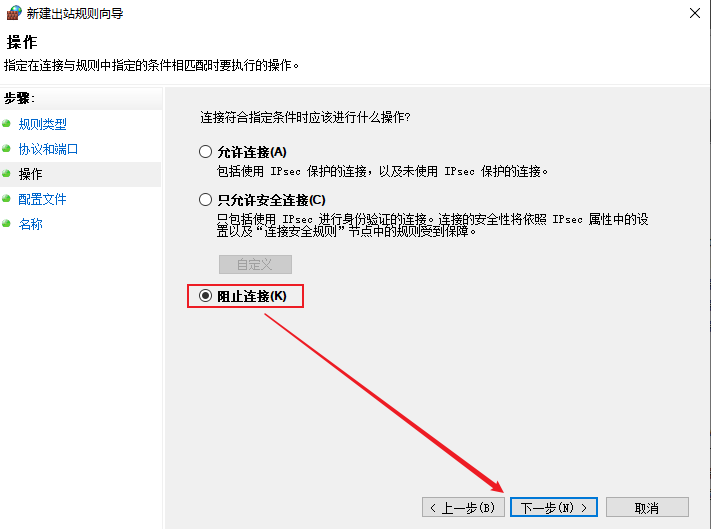 新建出站规则向导
操作
指定在连接与规则中指定的条件相匹配时要执行的操作。
步骤:
规则类型
协议和端口
操作
配置文件
名称
连接符合指定条件时应该进行什么操作?
允许连接(A)
包括使用 IPsec 保护的连接，以及未使用 IPsec 保护的连接。
只允许安全连接(C)
只包括使用 IPsec 进行身份验证的连接。连接的安全性将依照 IPsec 属性中的设
置以及“连接安全规则”节点中的规则受到保障。
自定义
阻止连接(K)
< 上一步(B)
下一步(N) >
取消